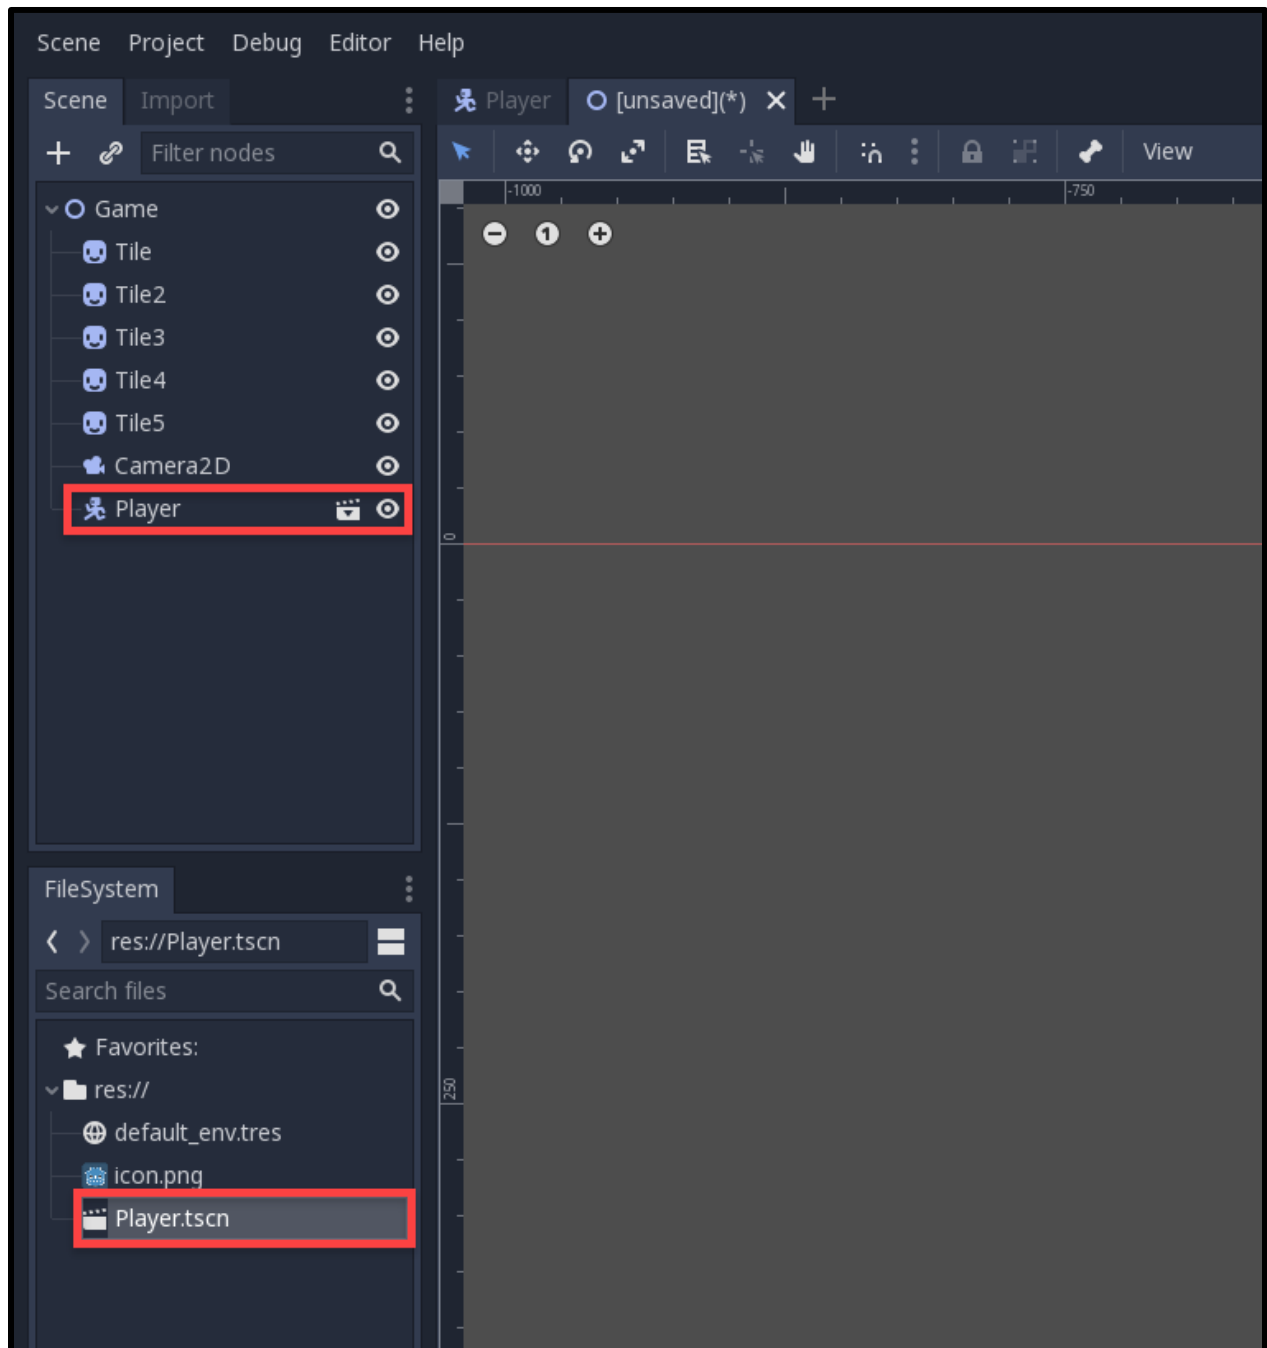 Scene Project Debug Editor Help
Scene Import
Player [unsaved](*)
Filter nodes
View
-1000 -750
1
Game
Tile
Tile2
Tile3
Tile4
Tile5
Camera2D
Player
0
FileSystem
res://Player.tscn
Search files
Favorites:
res://
250
default_env.tres
icon.png
Player.tscn